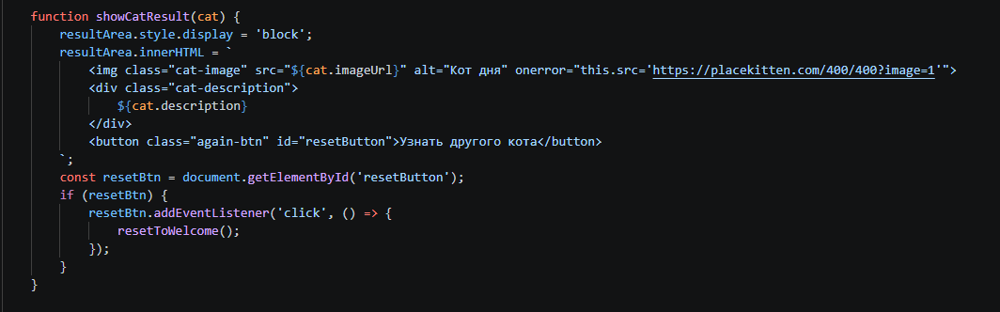 function showCatResult(cat) {
    resultArea.style.display = 'block';
    resultArea.innerHTML = `
        <img class="cat-image" src="${cat.imageUrl}" alt="Кот дня" onerror="this.src='https://placekitten.com/400/400?image=1'">
        <div class="cat-description">
            ${cat.description}
        </div>
        <button class="again-btn" id="resetButton">Узнать другого кота</button>
    `;
    const resetBtn = document.getElementById('resetButton');
    if (resetBtn) {
        resetBtn.addEventListener('click', () => {
            resetToWelcome();
        });
    }
}